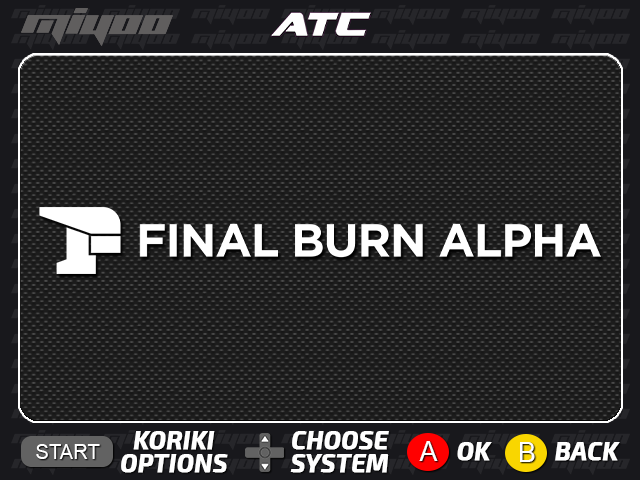 miyoo
ATC
FINAL BURN ALPHA
START
KORIKI
OPTIONS
CHOOSE
SYSTEM
A
OK
B
BACK